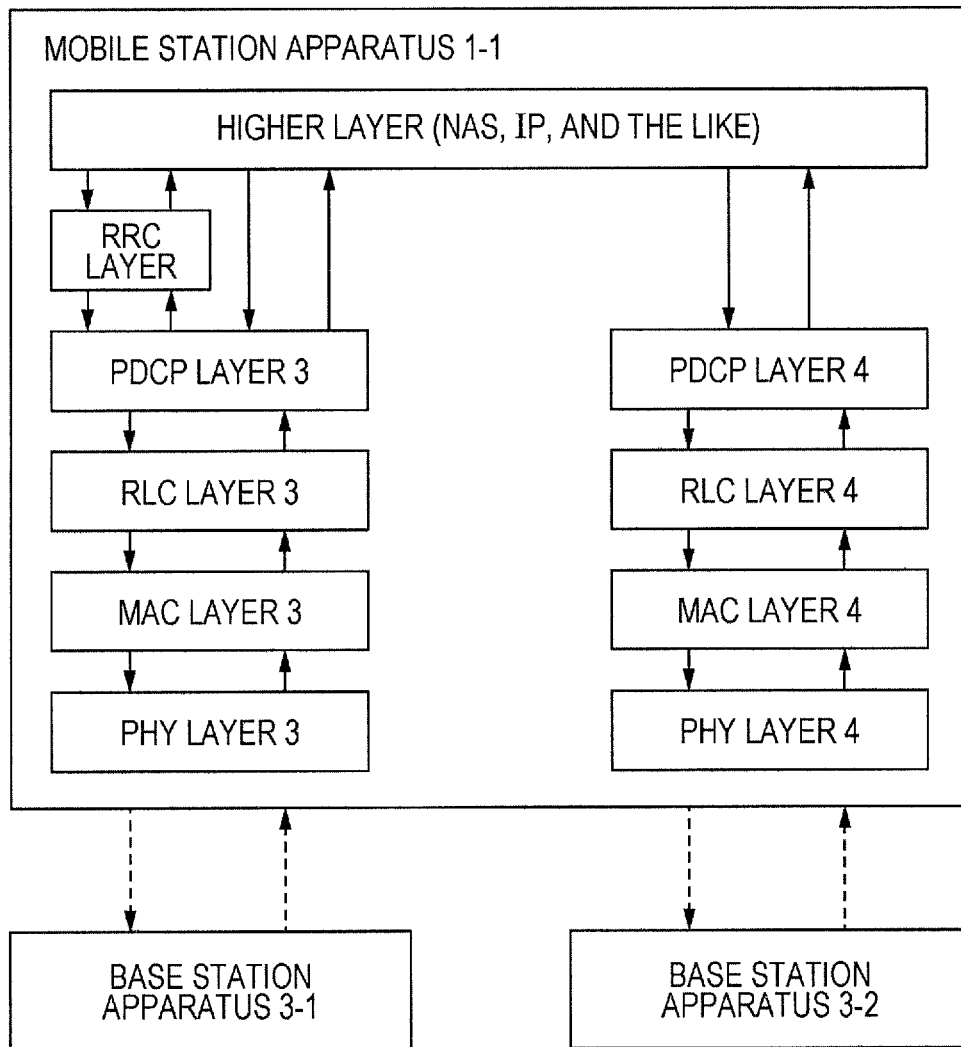 MOBILE STATION APPARATUS 1-1
HIGHER LAYER (NAS, IP, AND THE LIKE)
RRC
LAYER
PDCP LAYER 3
PDCP LAYER 4
RLC LAYER 3
RLC LAYER 4
MAC LAYER 3
MAC LAYER 4
PHY LAYER 3
PHY LAYER 4
BASE STATION
APPARATUS 3-1
BASE STATION
APPARATUS 3-2